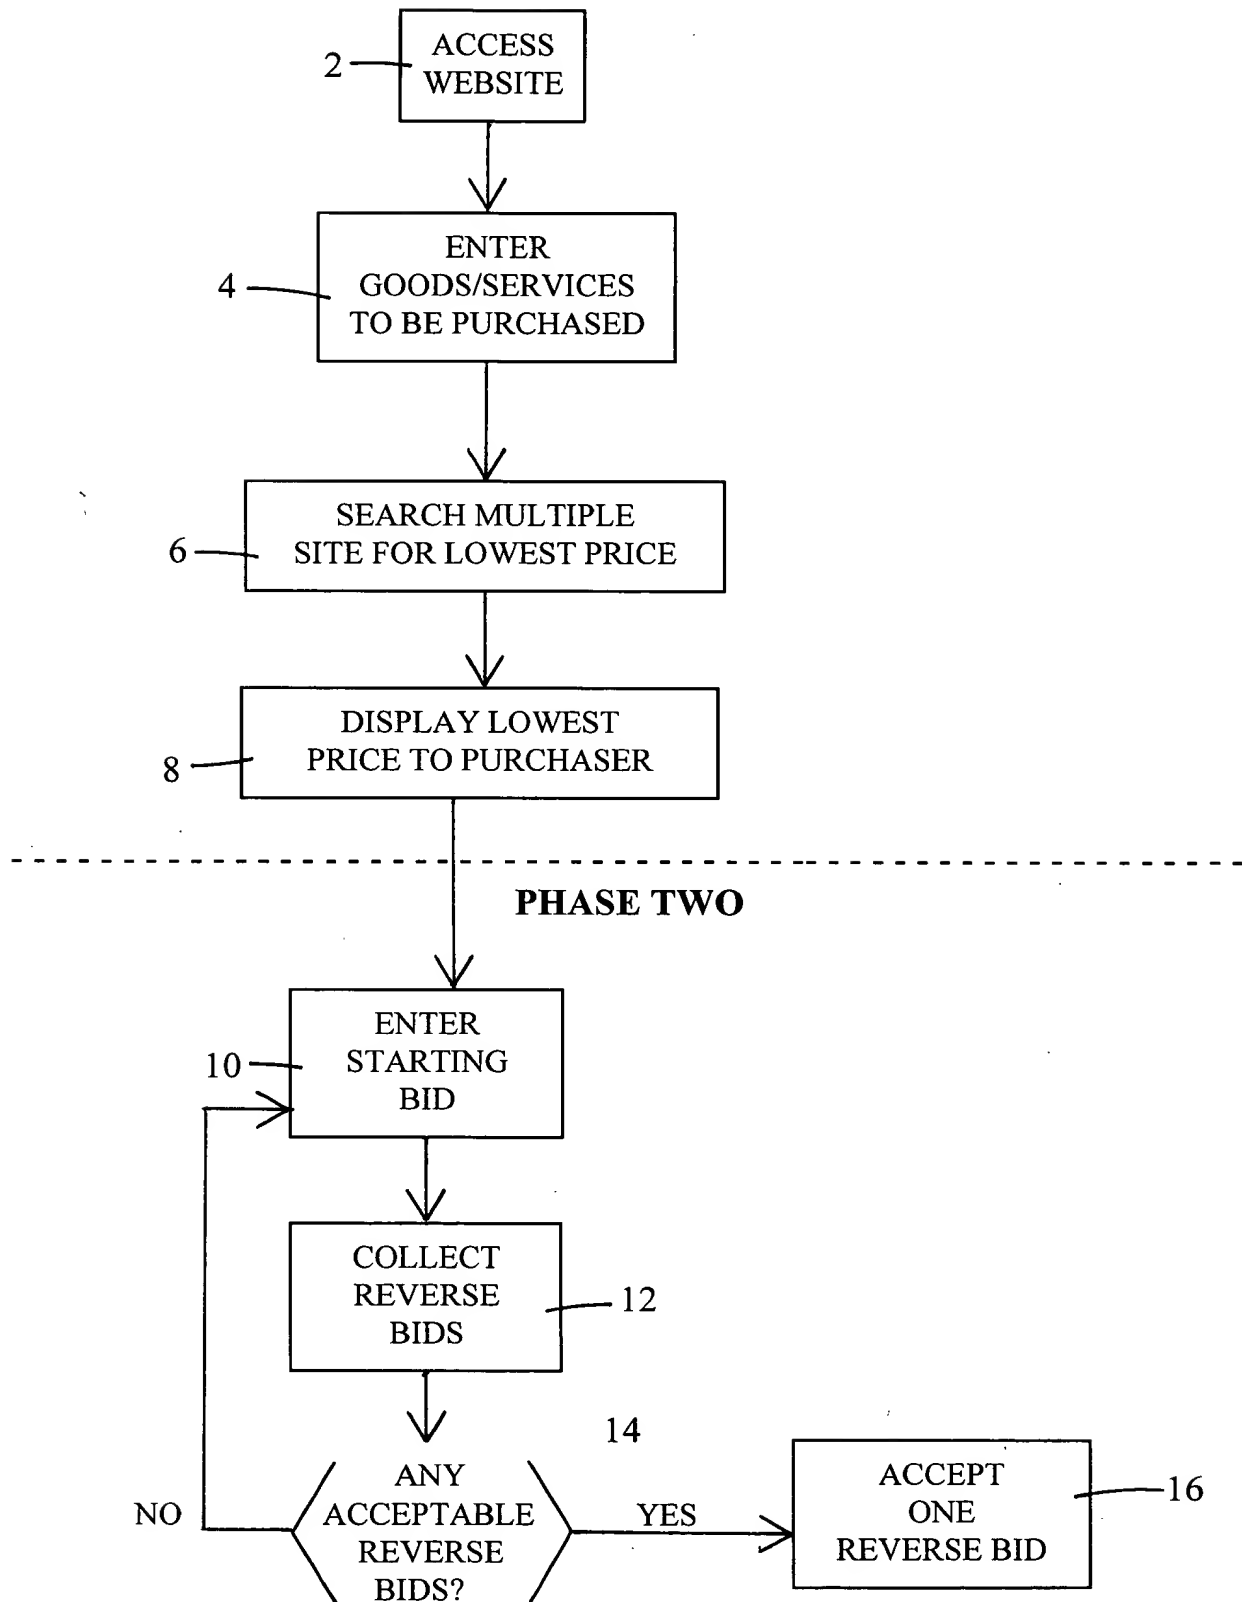 ACCESS
WEBSITE
2
ENTER
GOODS/SERVICES
TO BE PURCHASED
4
SEARCH MULTIPLE
SITE FOR LOWEST PRICE
6
DISPLAY LOWEST
PRICE TO PURCHASER
8
PHASE TWO
ENTER
STARTING
BID
10
COLLECT
REVERSE
BIDS
12
14
ANY
ACCEPTABLE
REVERSE
BIDS?
NO
YES
ACCEPT
ONE
REVERSE BID
16